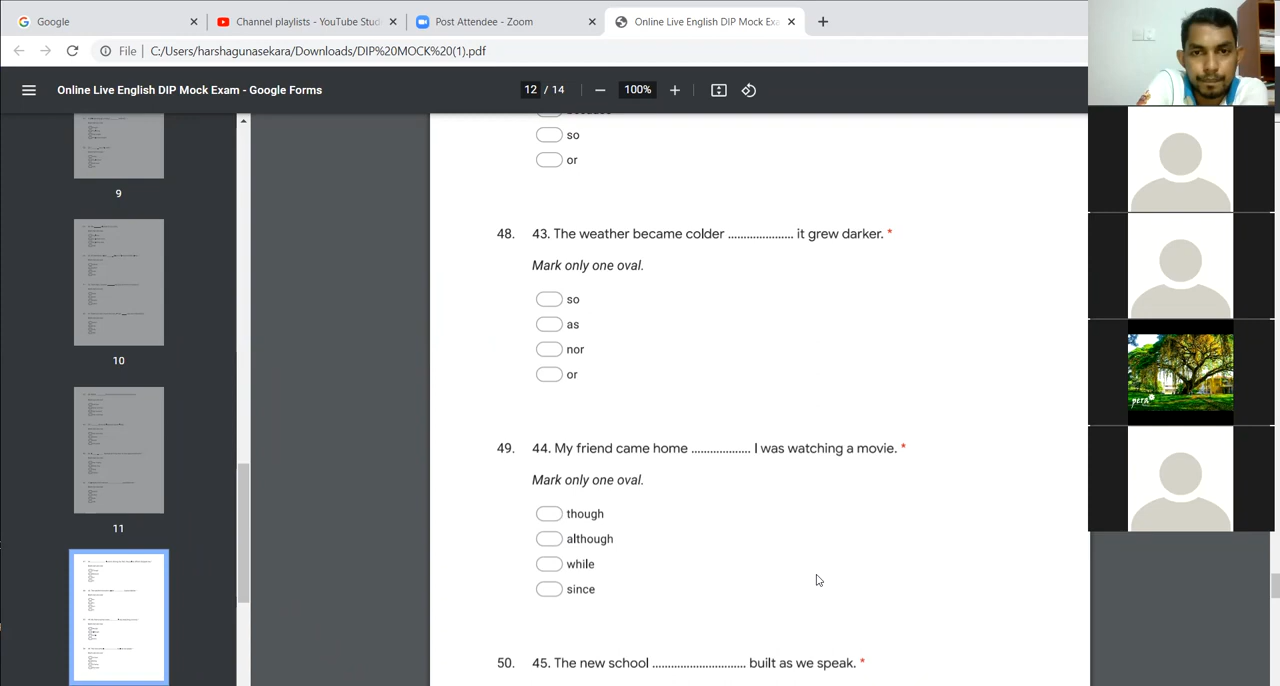 Google
Channel playlists - YouTube Stud
Post Attendee - Zoom
Online Live English DIP Mock Exa
File
C:/Users/harshagunasekara/Downloads/DIP%20MOCK%20(1).pdf
Online Live English DIP Mock Exam - Google Forms
12 / 14
100%
so
or
48. 43. The weather became colder ..................... it grew darker. *
Mark only one oval.
so
as
nor
or
49. 44. My friend came home ................... I was watching a movie. *
Mark only one oval.
though
although
while
since
50. 45. The new school .............................. built as we speak. *
9
10
11
pera